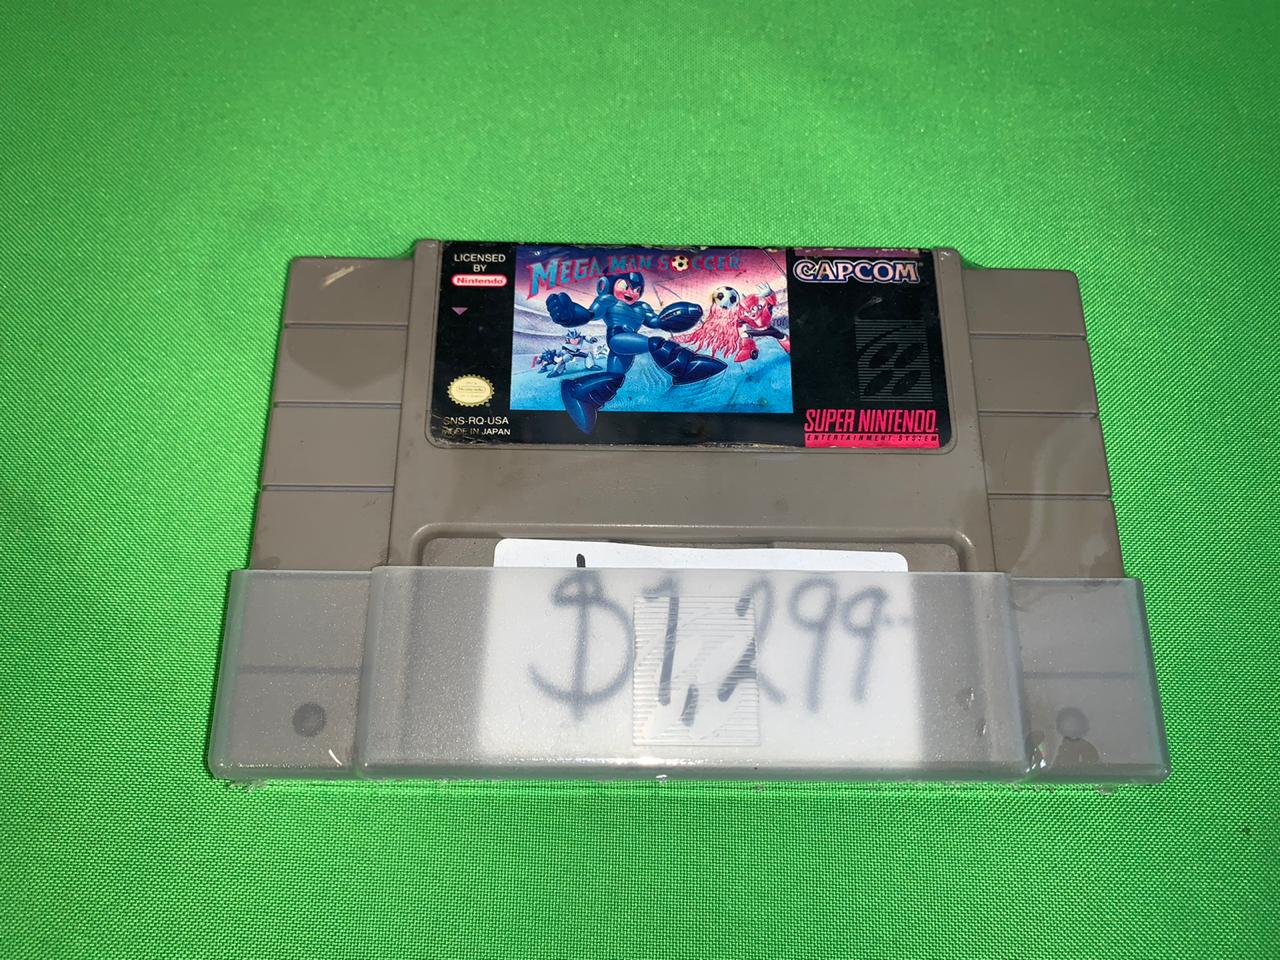 LICENSED
BY
Nintendo
MEGA MAN SOCCER
CAPCOM
SNS-RQ-USA
MADE IN JAPAN
SUPER NINTENDO
ENTERTAINMENT SYSTEM
$1,299